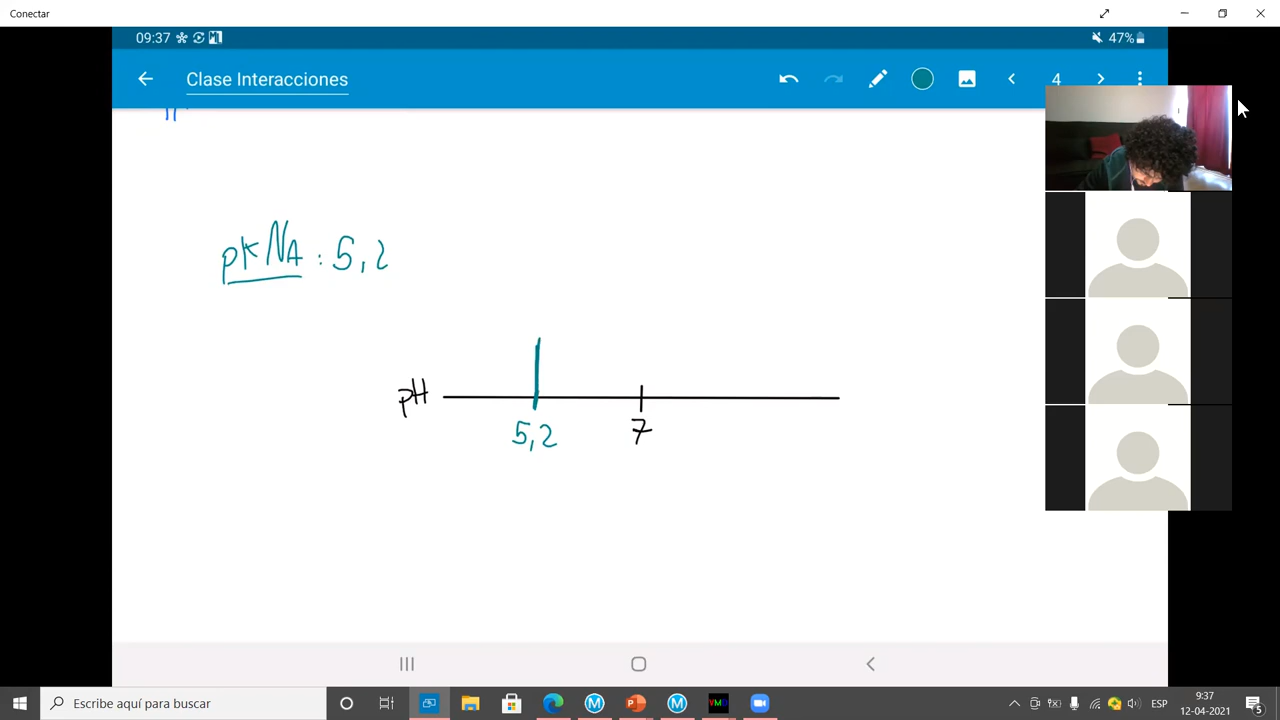 Conectar
09:37
47%
Clase Interacciones
4
pKNA : 5,2
pH
5,2
7
Escribe aquí para buscar
ESP
9:37
12-04-2021
5